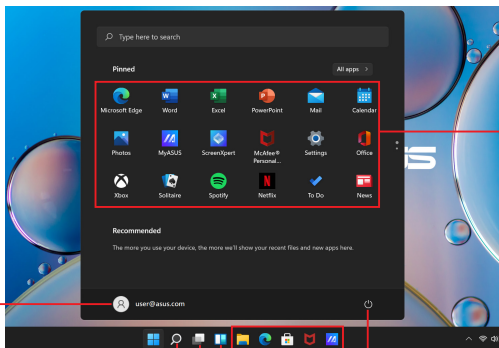 Type here to search
Pinned
All apps >
Microsoft Edge Word Excel PowerPoint Mail Calendar
Photos MyASUS ScreenXpert McAfee® Personal... Settings Office
Xbox Solitaire Spotify Netflix To Do News
Recommended
The more you use your device, the more we'll show your recent files and new apps here.
user@asus.com